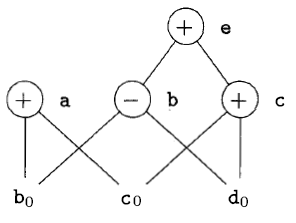 + e
+ a − b + c
b₀ c₀ d₀